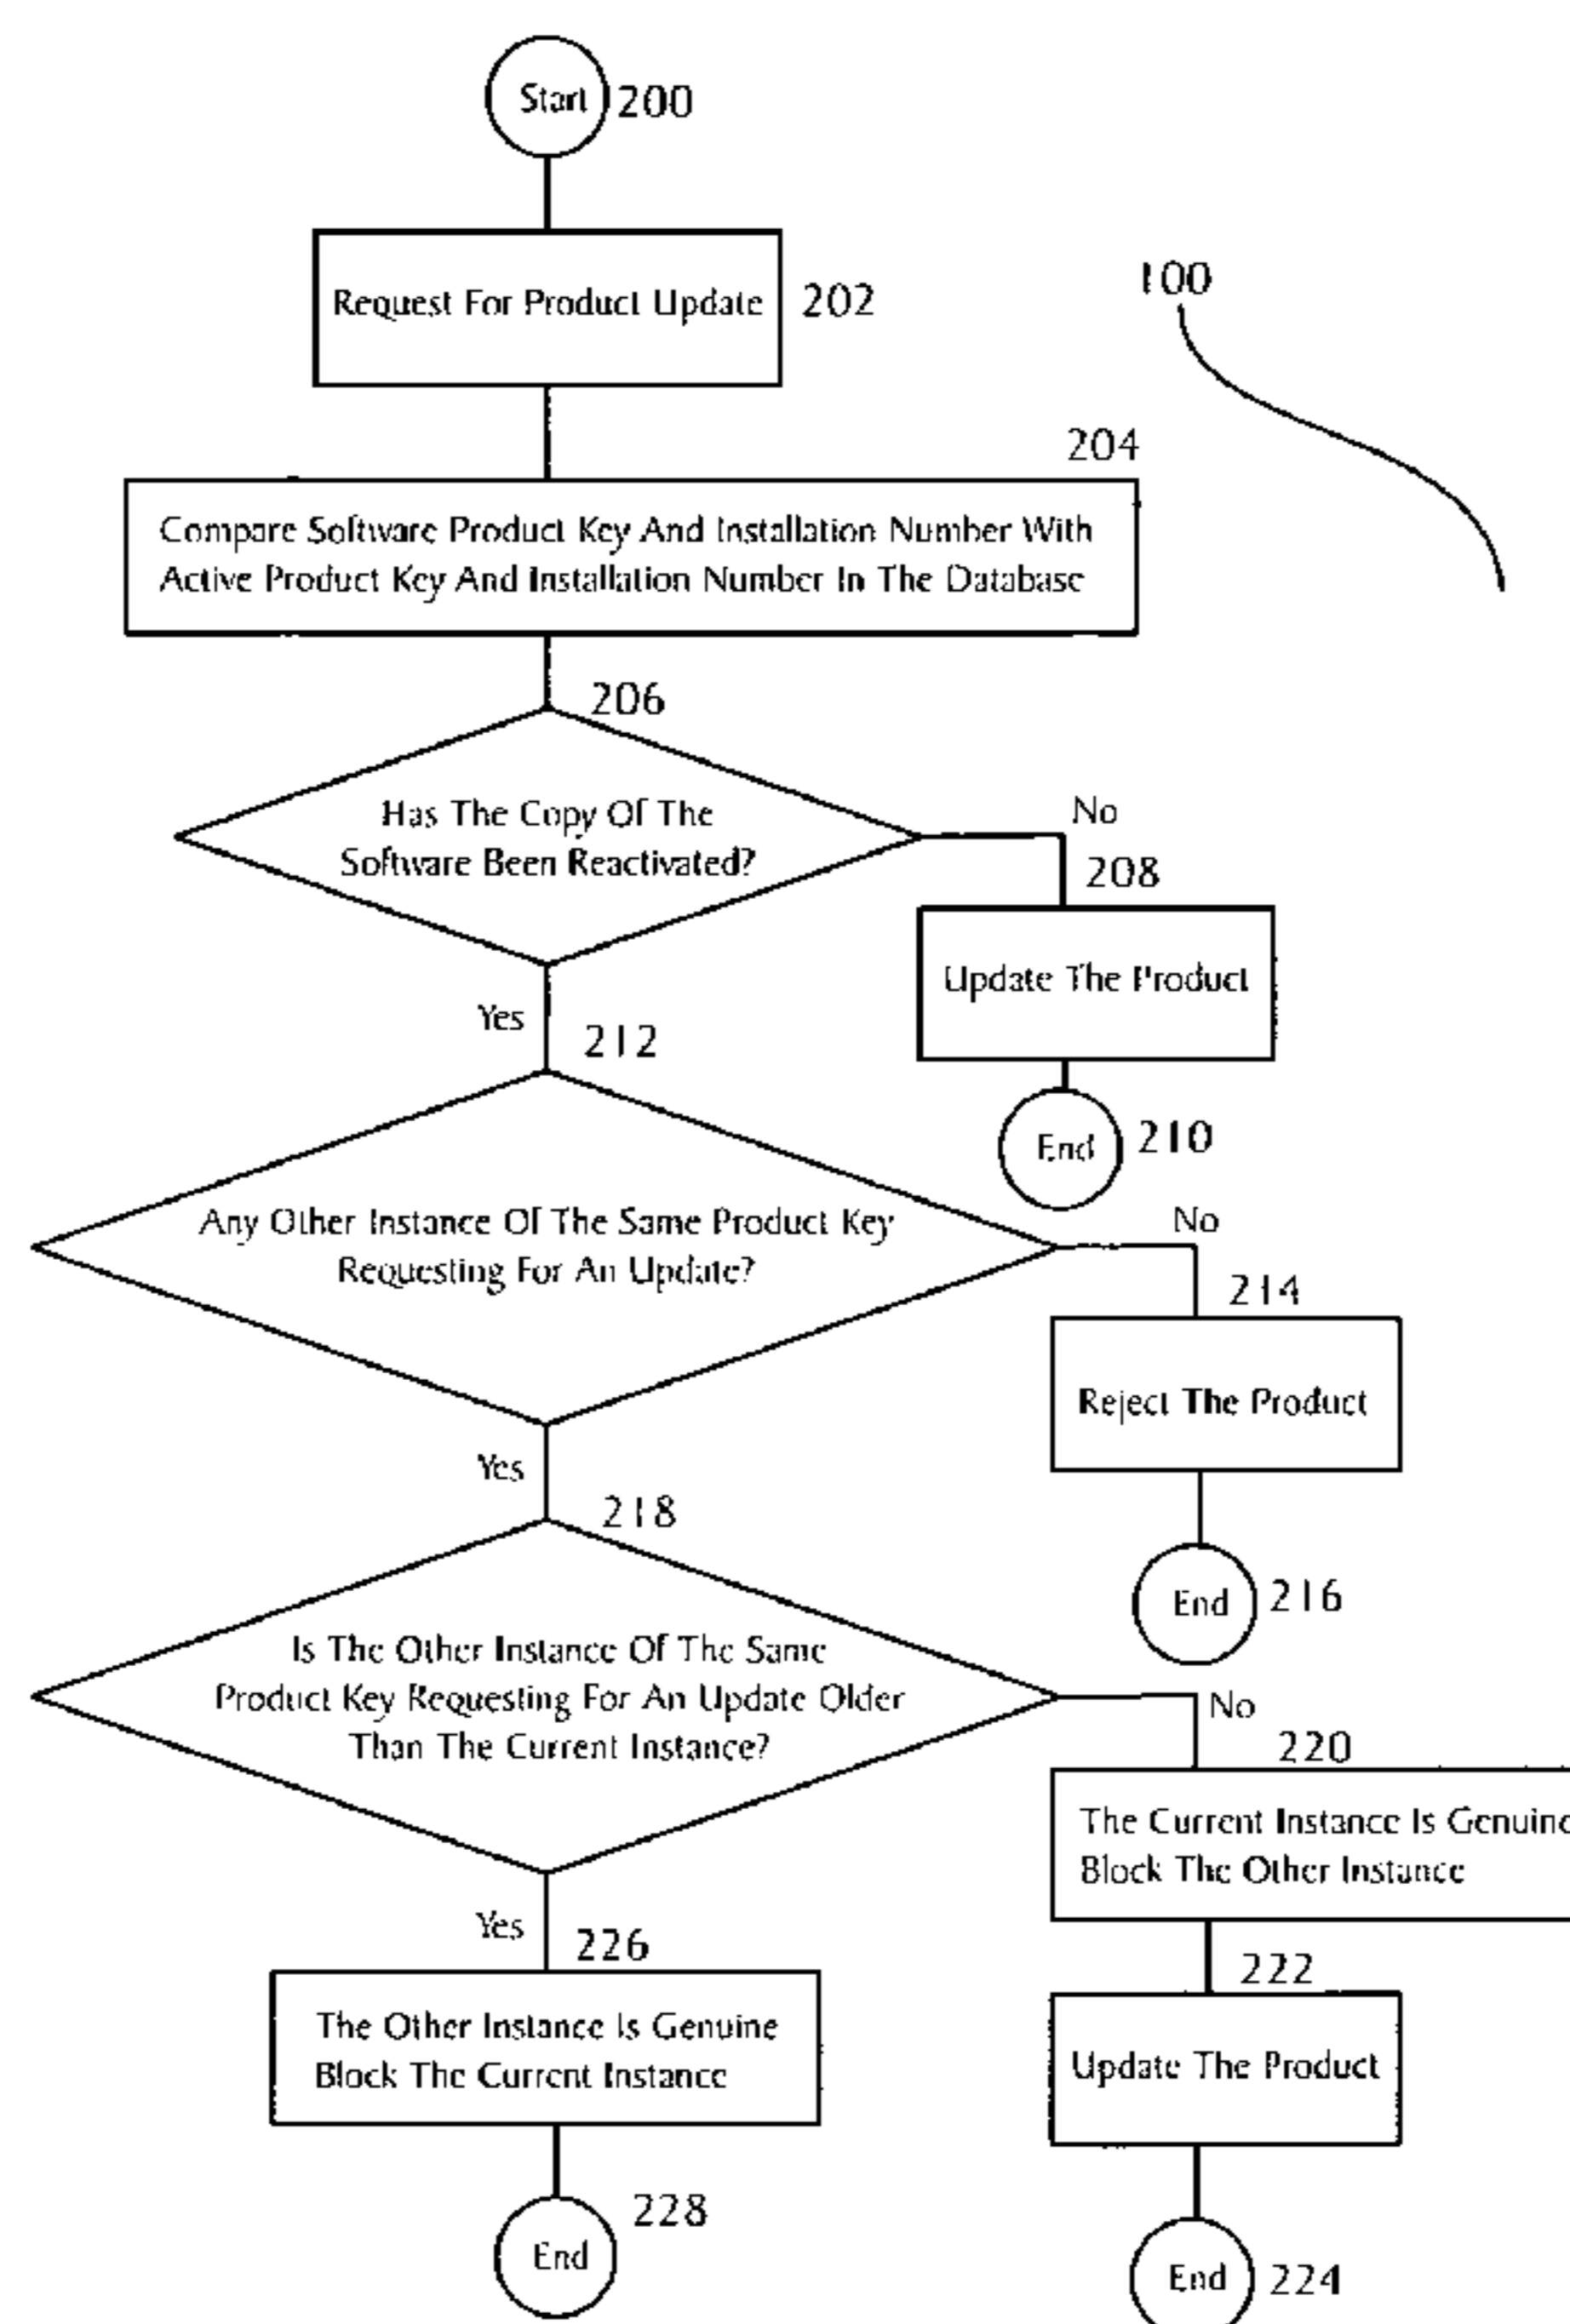 Start 200
Request For Product Update 202
100
204
Compare Software Product Key And Installation Number With
Active Product Key And Installation Number In The Database
206
Has The Copy Of The
Software Been Reactivated?
No
208
Update The Product
End 210
Yes
212
Any Other Instance Of The Same Product Key
Requesting For An Update?
No
214
Reject The Product
End 216
Yes
218
Is The Other Instance Of The Same
Product Key Requesting For An Update Older
Than The Current Instance?
No
220
The Current Instance Is Genuine
Block The Other Instance
222
Update The Product
End 224
Yes
226
The Other Instance Is Genuine
Block The Current Instance
228
End